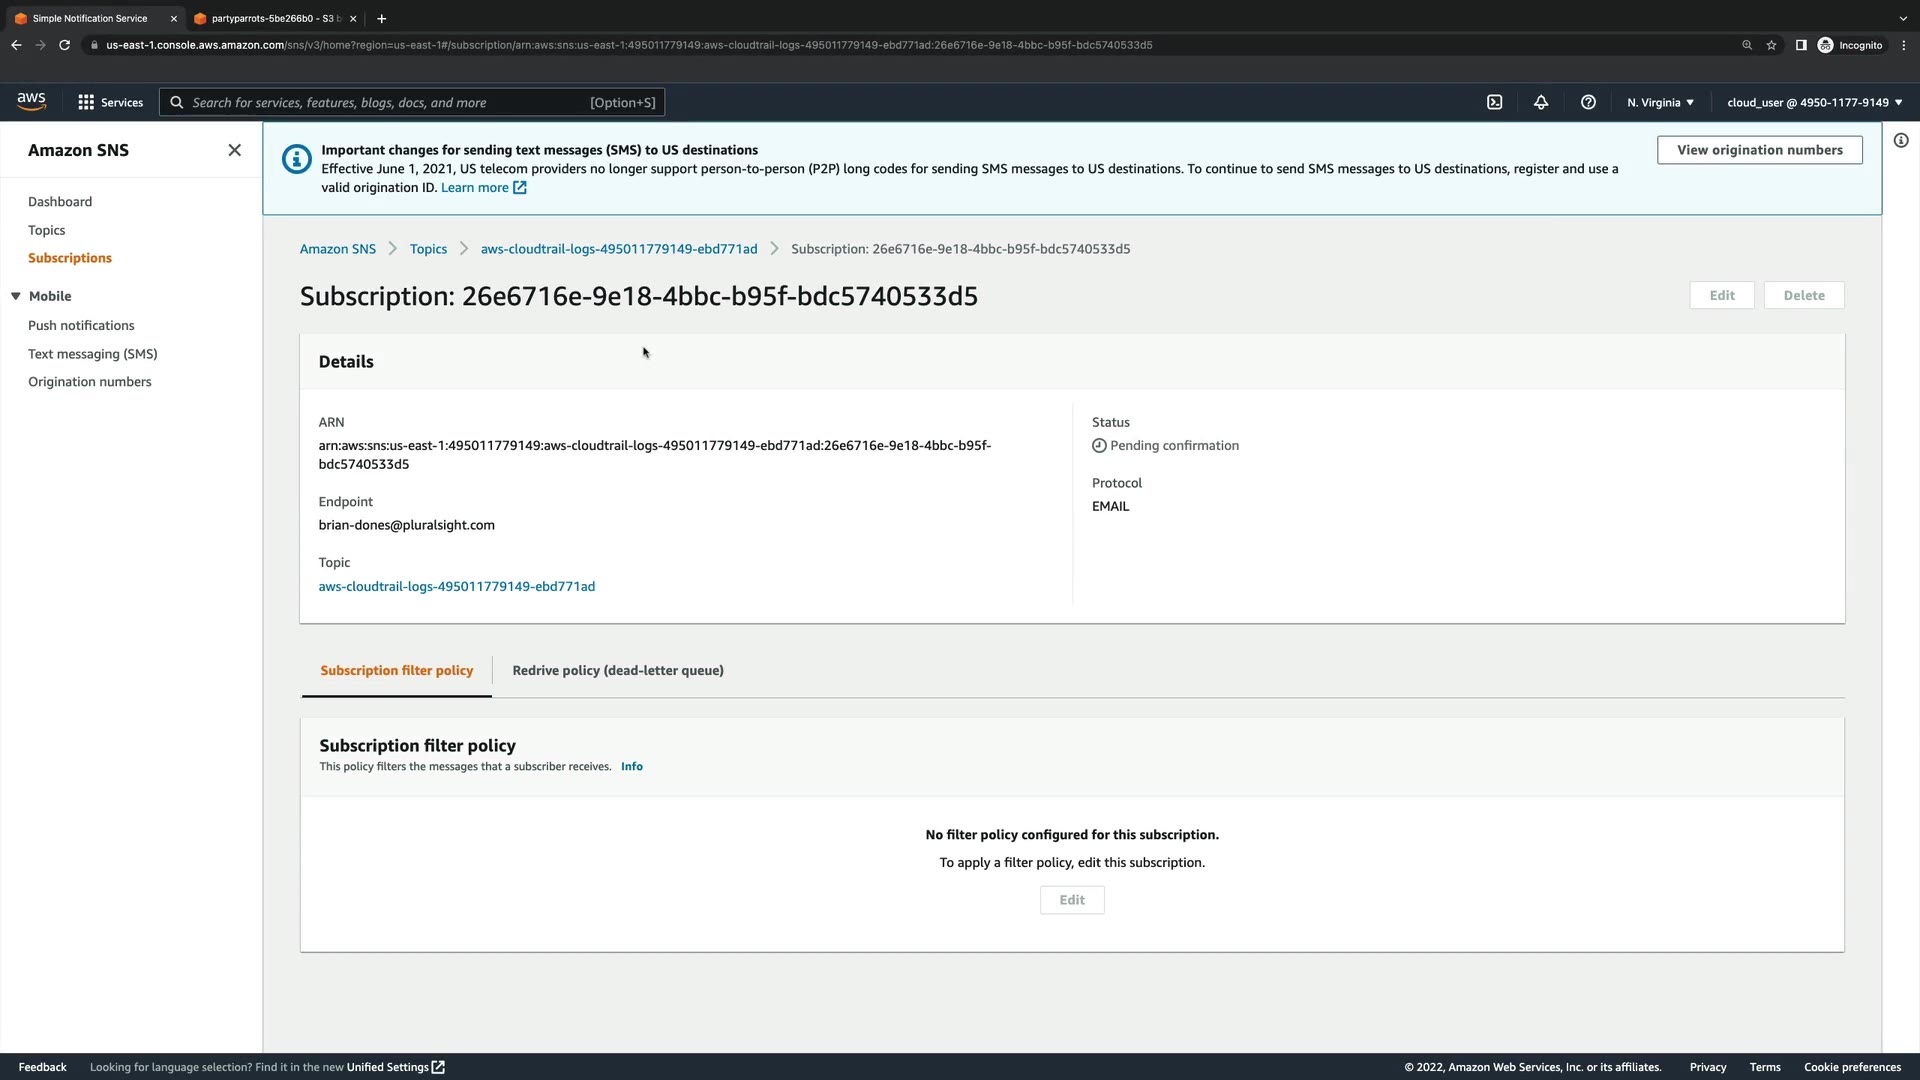 Simple Notification Service
partyparrots-5be266b0 - S3 b
us-east-1.console.aws.amazon.com/sns/v3/home?region=us-east-1#/subscription/arn:aws:sns:us-east-1:495011779149:aws-cloudtrail-logs-495011779149-ebd771ad:26e6716e-9e18-4bbc-b95f-bdc5740533d5
Incognito
aws
Services
Search for services, features, blogs, docs, and more
[Option+S]
N. Virginia
cloud_user @ 4950-1177-9149
Amazon SNS
Dashboard
Topics
Subscriptions
Mobile
Push notifications
Text messaging (SMS)
Origination numbers
Important changes for sending text messages (SMS) to US destinations
Effective June 1, 2021, US telecom providers no longer support person-to-person (P2P) long codes for sending SMS messages to US destinations. To continue to send SMS messages to US destinations, register and use a
valid origination ID. Learn more
View origination numbers
Amazon SNS
Topics
aws-cloudtrail-logs-495011779149-ebd771ad
Subscription: 26e6716e-9e18-4bbc-b95f-bdc5740533d5
Subscription: 26e6716e-9e18-4bbc-b95f-bdc5740533d5
Edit
Delete
Details
ARN
arn:aws:sns:us-east-1:495011779149:aws-cloudtrail-logs-495011779149-ebd771ad:26e6716e-9e18-4bbc-b95f-
bdc5740533d5
Endpoint
brian-dones@pluralsight.com
Topic
aws-cloudtrail-logs-495011779149-ebd771ad
Status
Pending confirmation
Protocol
EMAIL
Subscription filter policy
Redrive policy (dead-letter queue)
Subscription filter policy
This policy filters the messages that a subscriber receives. Info
No filter policy configured for this subscription.
To apply a filter policy, edit this subscription.
Edit
Feedback
Looking for language selection? Find it in the new Unified Settings
© 2022, Amazon Web Services, Inc. or its affiliates.
Privacy
Terms
Cookie preferences